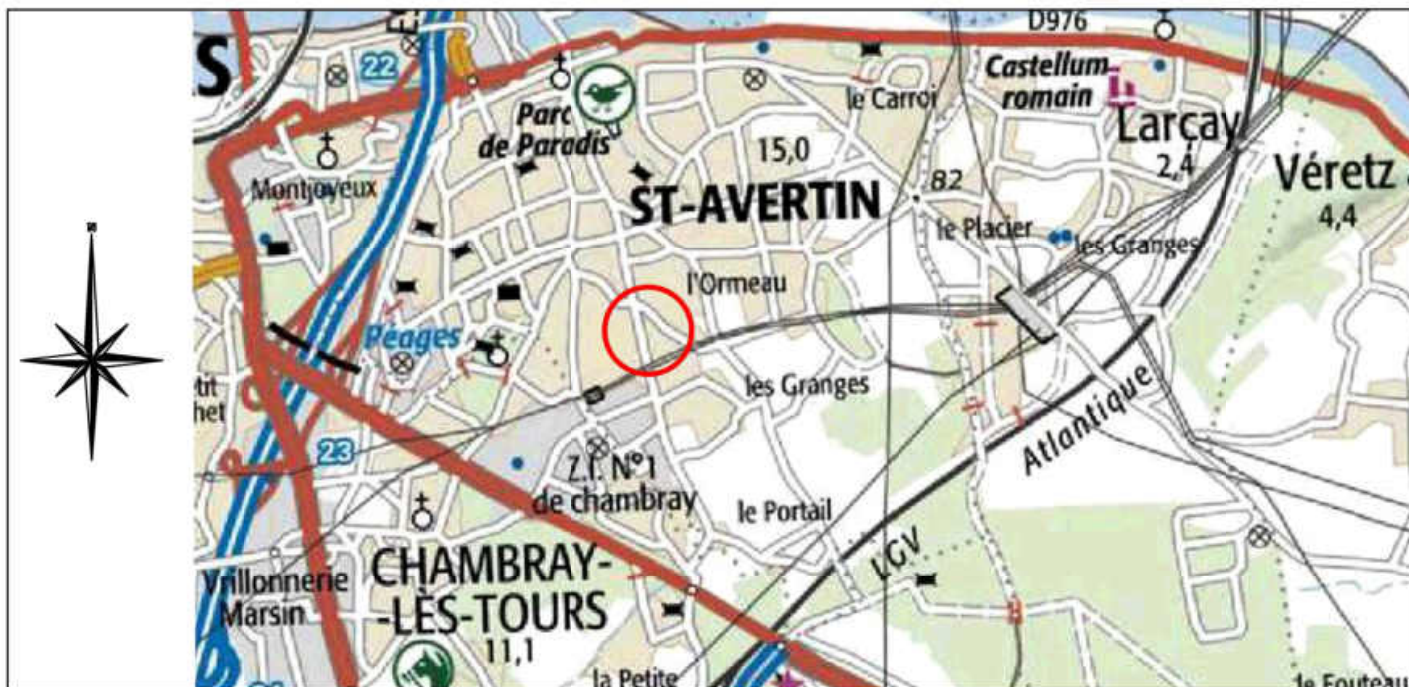 D976
S
22
Castellum
romain
le Carroi
Parc
de Paradis
Larçay
2,4
15,0
Véretz
4,4
Montjoyeux
82
ST-AVERTIN
le Placier
les Granges
l'Ormeau
Péages
les Granges
Atlantique
23
Z.I. N°1
de chambray
le Portail
LGV
CHAMBRAY-
-LÈS-TOURS
11,1
Vrillonnerie
Marsin
la Petite
le Fouteau